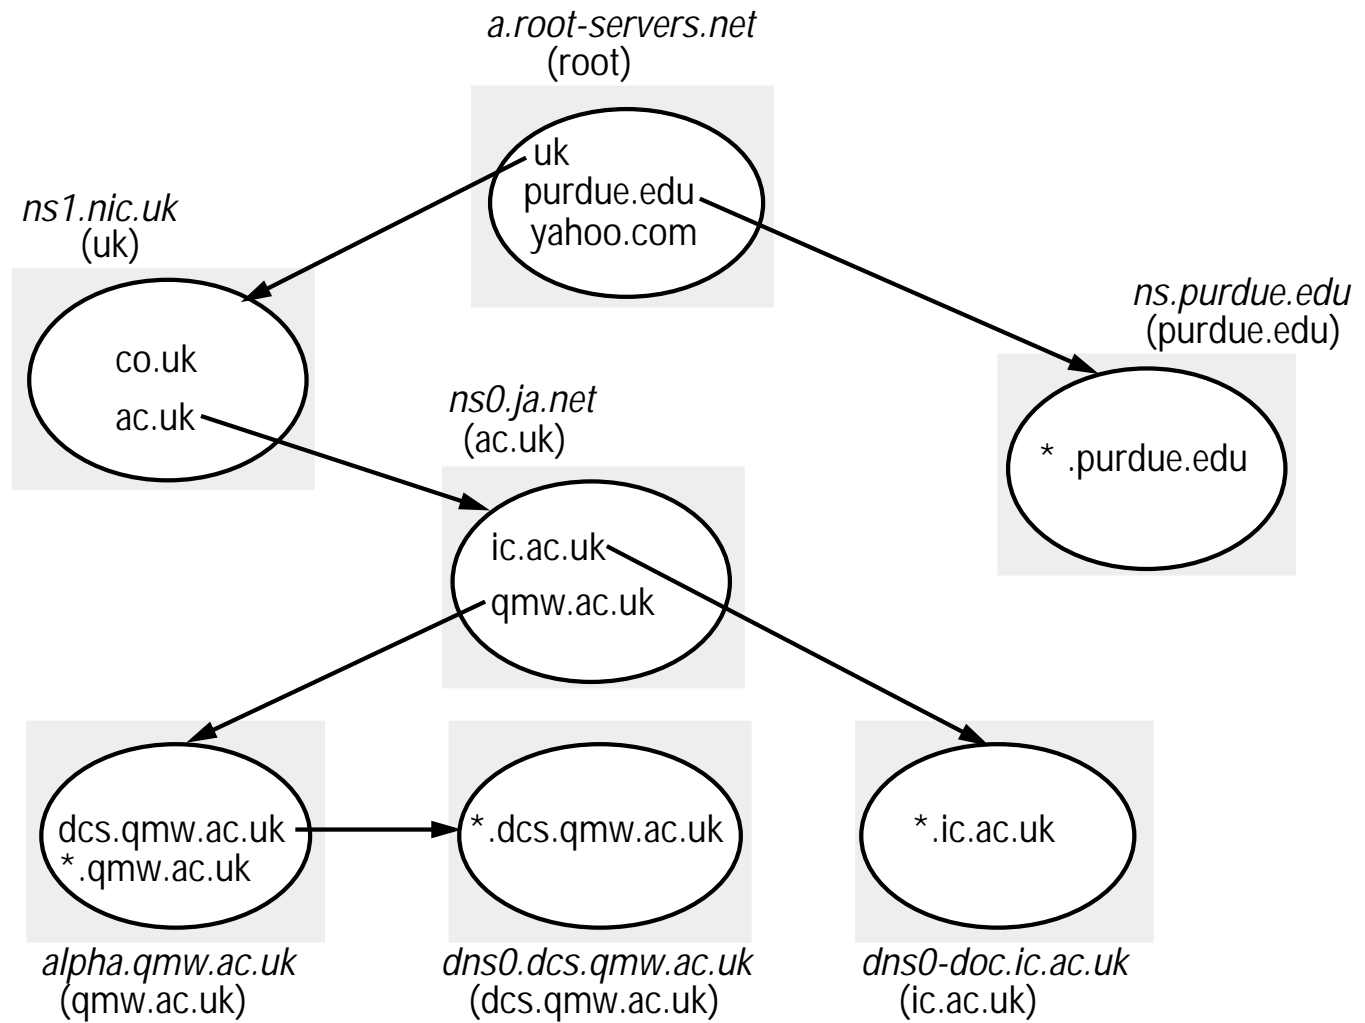 a.root-servers.net
(root)
uk
purdue.edu
yahoo.com
ns1.nic.uk
(uk)
co.uk
ac.uk
ns.purdue.edu
(purdue.edu)
* .purdue.edu
ns0.ja.net
(ac.uk)
ic.ac.uk
qmw.ac.uk
dcs.qmw.ac.uk
*.qmw.ac.uk
alpha.qmw.ac.uk
(qmw.ac.uk)
*.dcs.qmw.ac.uk
dns0.dcs.qmw.ac.uk
(dcs.qmw.ac.uk)
*.ic.ac.uk
dns0-doc.ic.ac.uk
(ic.ac.uk)